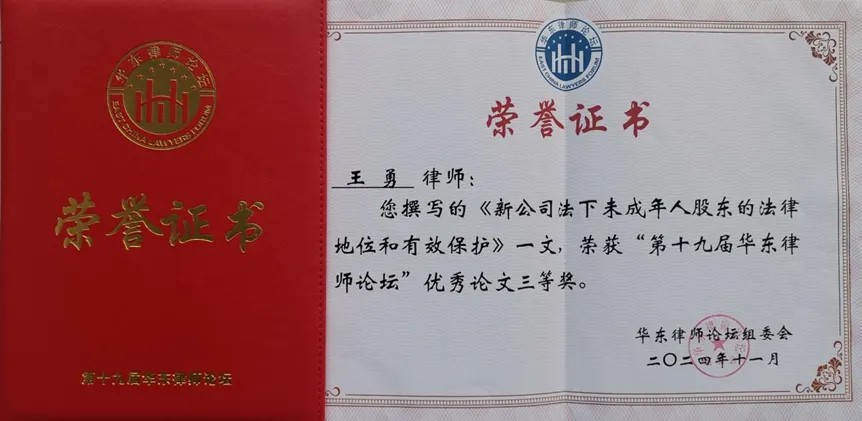 华东律师论坛
EAST CHINA LAWYERS FORUM
荣誉证书
第十九届华东律师论坛
华东律师论坛
EAST CHINA LAWYERS FORUM
荣誉证书
王勇 律师：
您撰写的《新公司法下未成年人股东的法律
地位和有效保护》一文，荣获“第十九届华东律
师论坛”优秀论文三等奖。
华东律师论坛组委会
二〇二四年十一月